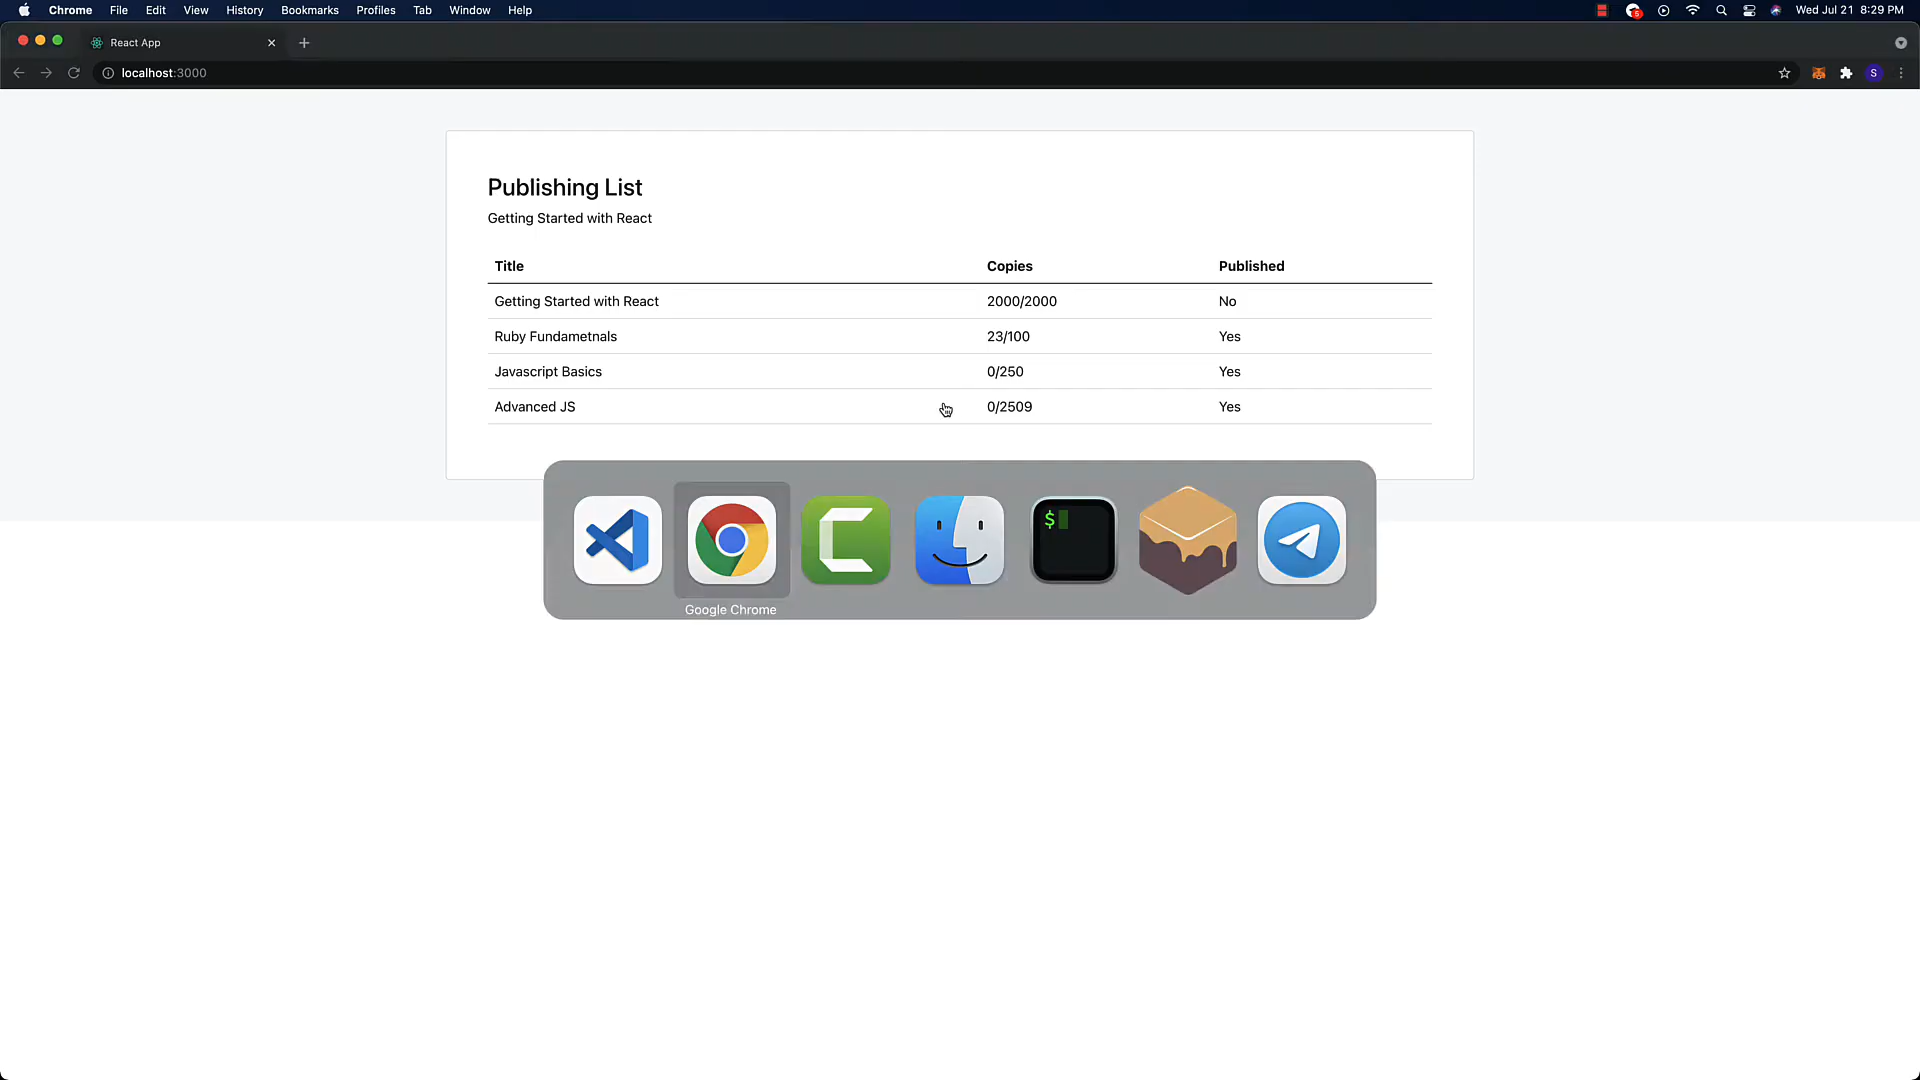 Chrome File Edit View History Bookmarks Profiles Tab Window Help Wed Jul 21 8:29 PM
React App
localhost:3000 S
Publishing List
Getting Started with React
Title Copies Published
Getting Started with React 2000/2000 No
Ruby Fundametnals 23/100 Yes
Javascript Basics 0/250 Yes
Advanced JS 0/2509 Yes
$
Google Chrome